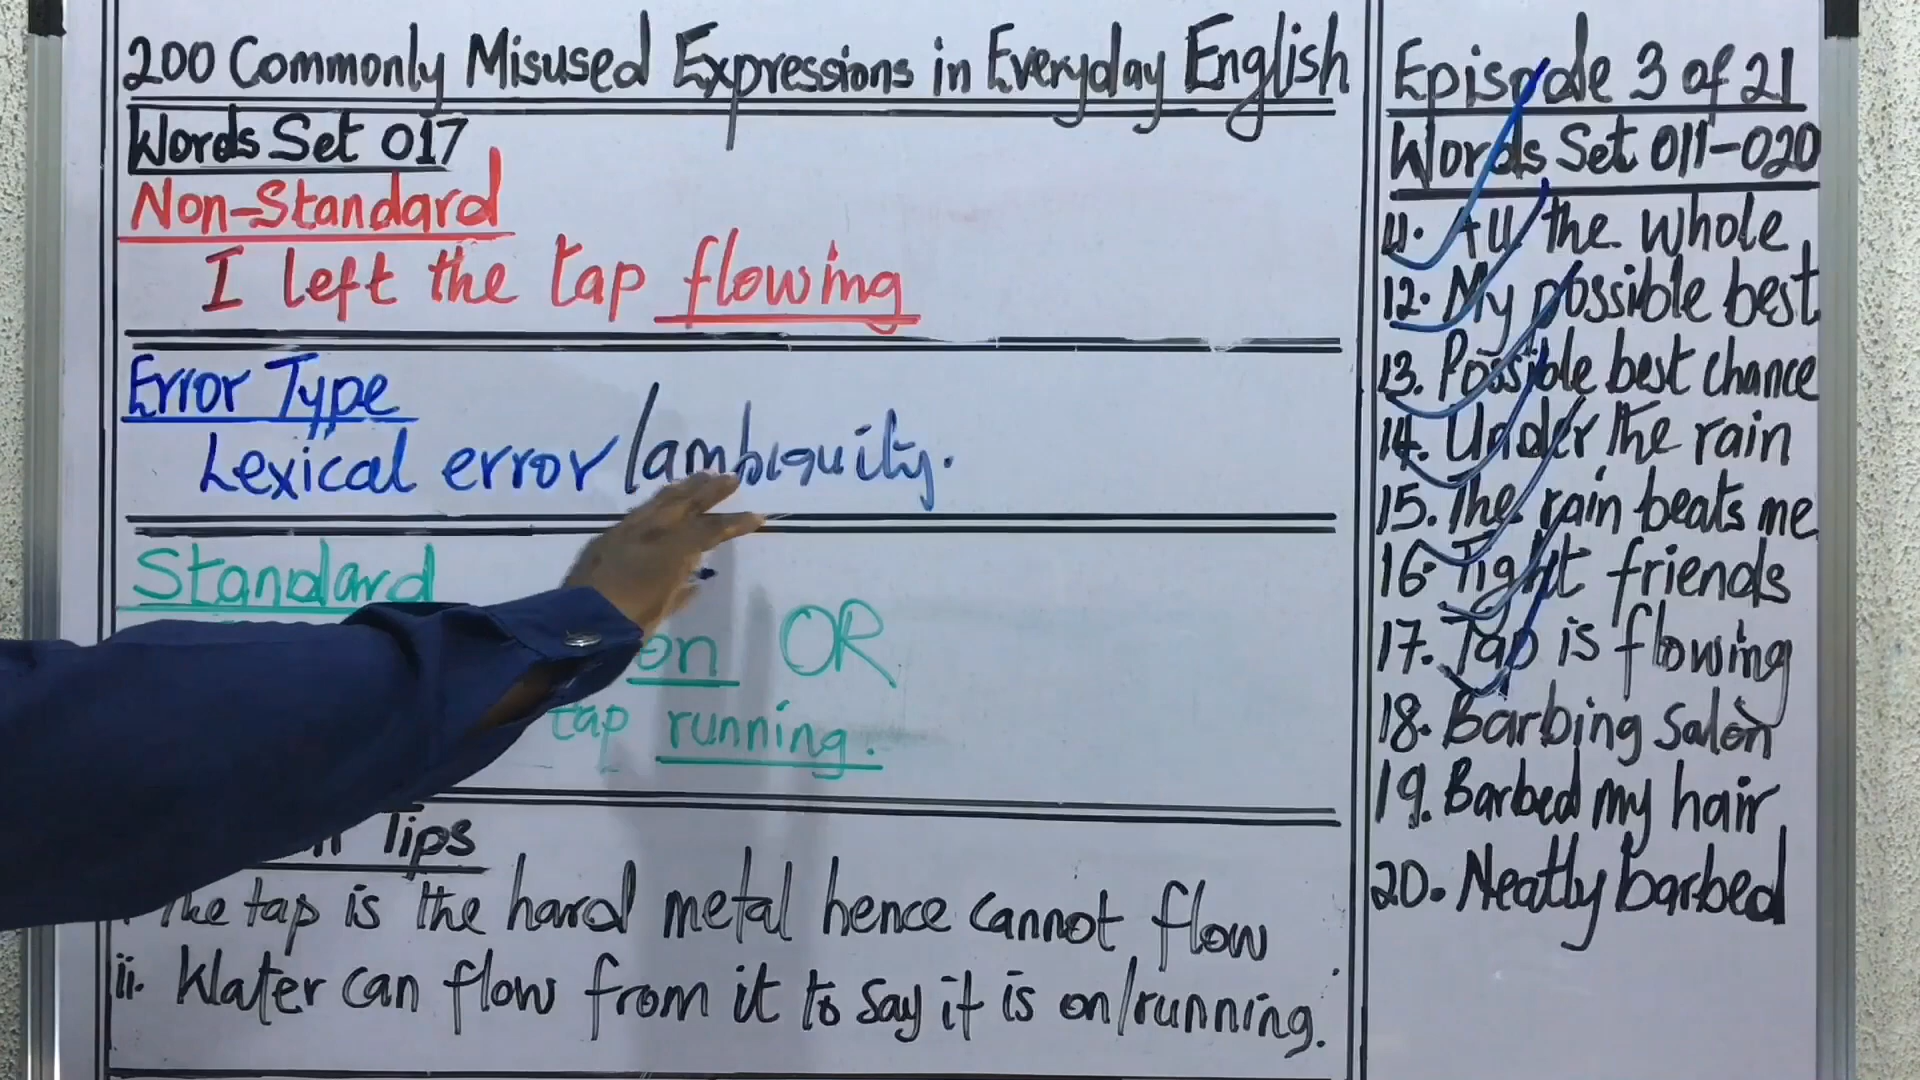 200 Commonly Misused Expressions in Everyday English
Words Set 017
Non-Standard
I left the tap flowing
Error Type
Lexical error/ambiguity.
Standard
on OR
tap running.
Tips
The tap is the hard metal hence cannot flow
ii. Water can flow from it to say it is on/running.
Episode 3 of 21
Words Set 011-020
11. All the whole
12. My possible best
13. Possible best chance
14. Under the rain
15. The rain beats me
16. Tight friends
17. Tap is flowing
18. Barbing salon
19. Barbed my hair
20. Neatly barbed